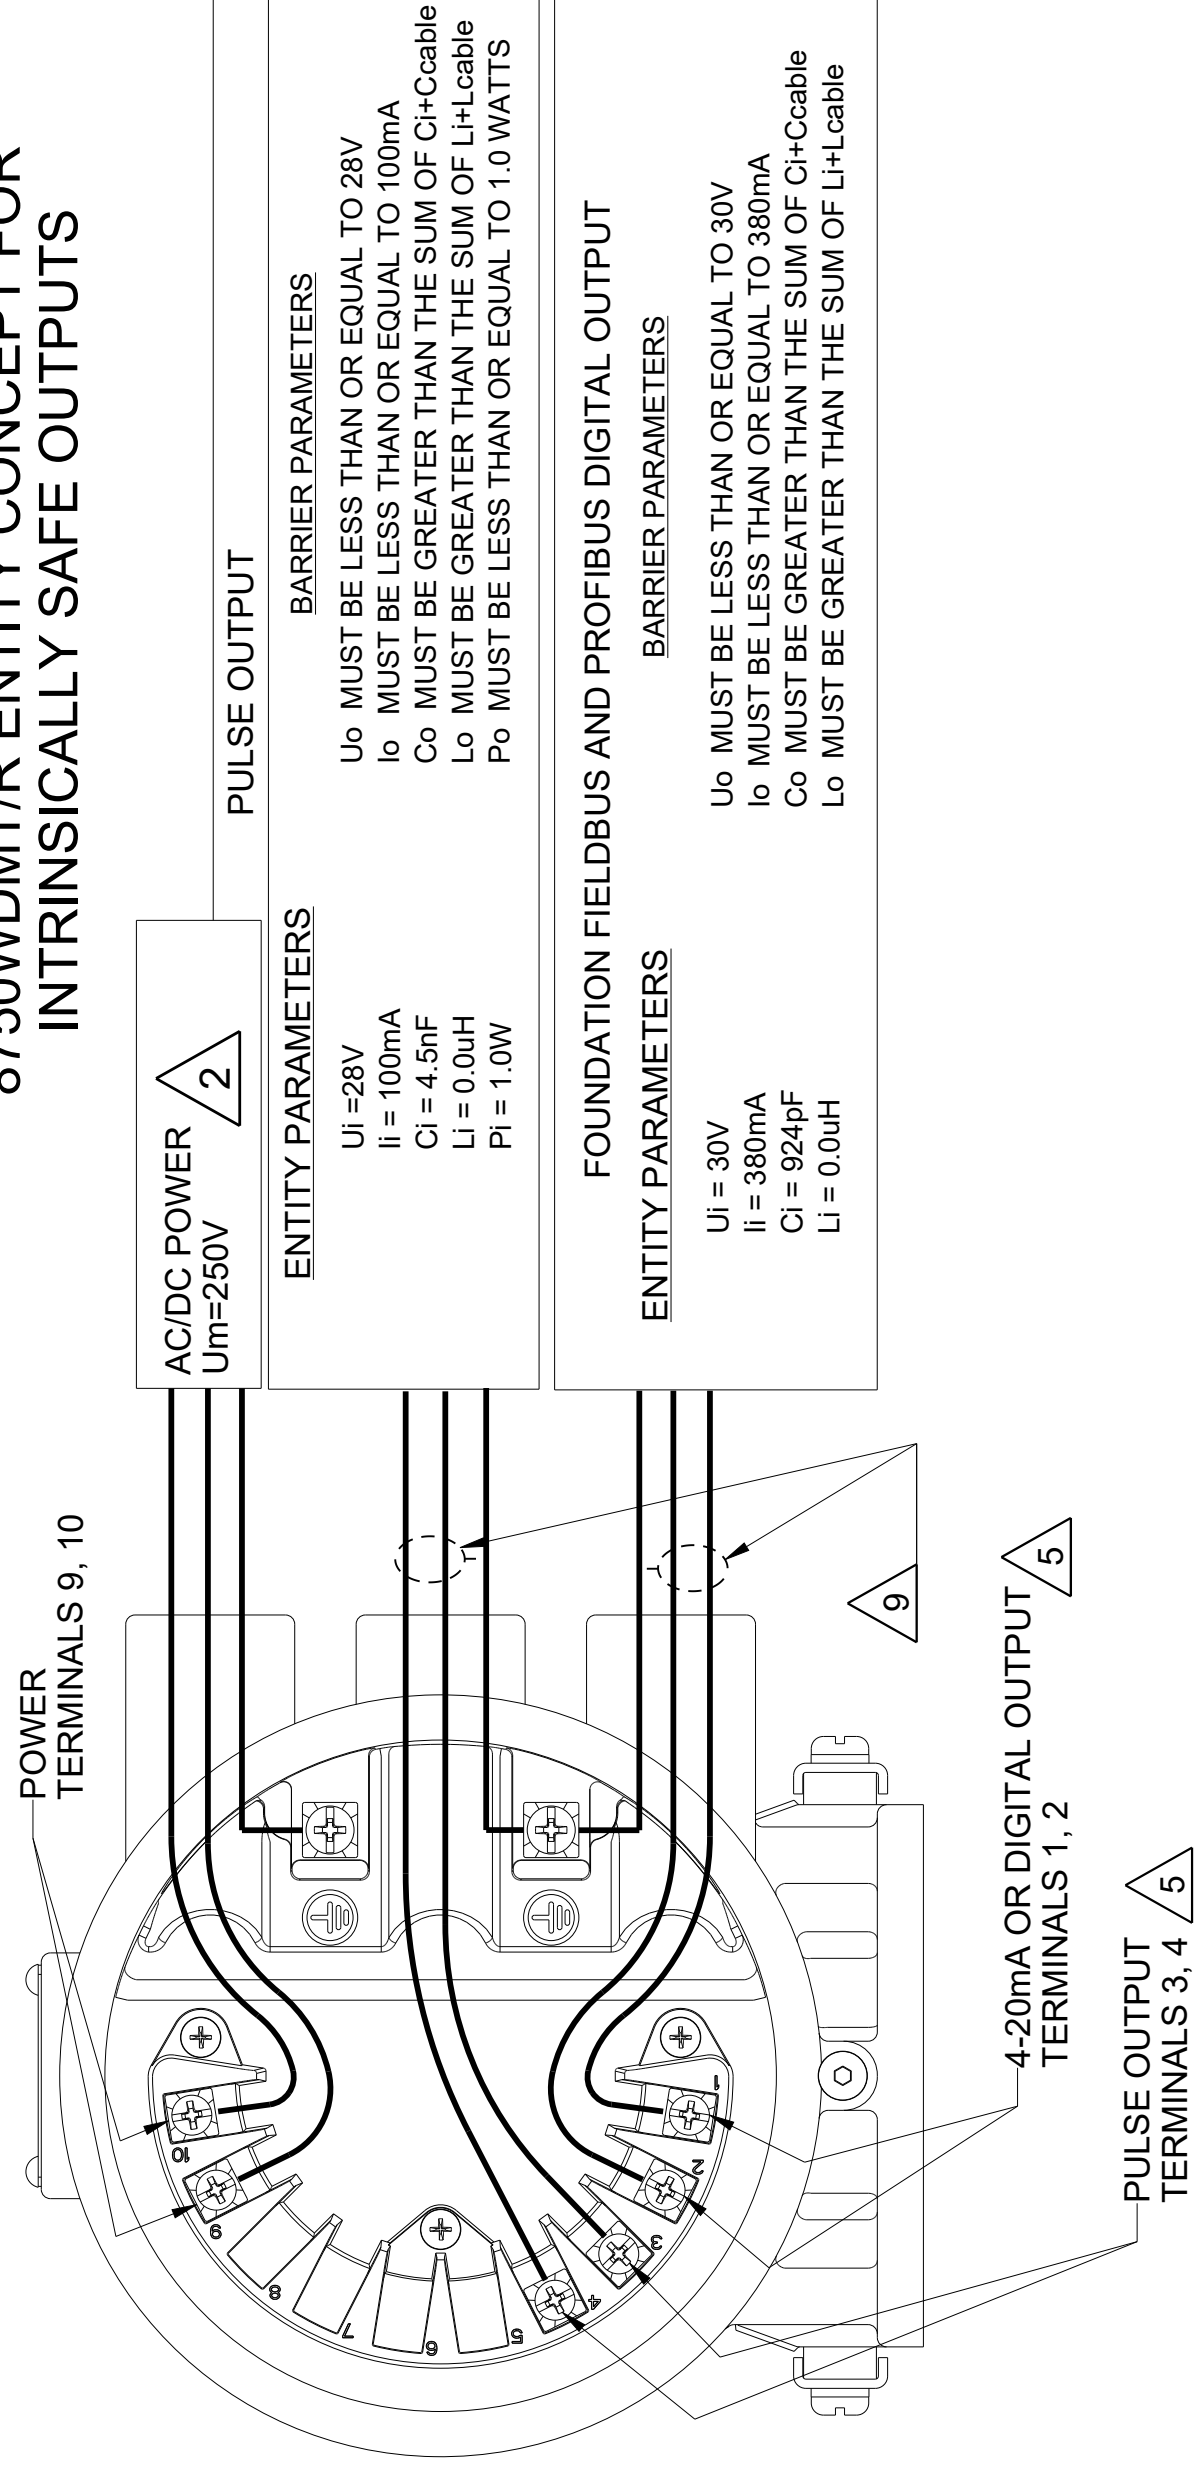 8750WDMT/R ENTITY CONCEPT FOR
INTRINSICALLY SAFE OUTPUTS
POWER
TERMINALS 9, 10
AC/DC POWER
Um=250V
2
PULSE OUTPUT
ENTITY PARAMETERS
Ui =28V
Ii = 100mA
Ci = 4.5nF
Li = 0.0uH
Pi = 1.0W
BARRIER PARAMETERS
Uo MUST BE LESS THAN OR EQUAL TO 28V
Io MUST BE LESS THAN OR EQUAL TO 100mA
Co MUST BE GREATER THAN THE SUM OF Ci+Ccable
Lo MUST BE GREATER THAN THE SUM OF Li+Lcable
Po MUST BE LESS THAN OR EQUAL TO 1.0 WATTS
FOUNDATION FIELDBUS AND PROFIBUS DIGITAL OUTPUT
ENTITY PARAMETERS
Ui = 30V
Ii = 380mA
Ci = 924pF
Li = 0.0uH
BARRIER PARAMETERS
Uo MUST BE LESS THAN OR EQUAL TO 30V
Io MUST BE LESS THAN OR EQUAL TO 380mA
Co MUST BE GREATER THAN THE SUM OF Ci+Ccable
Lo MUST BE GREATER THAN THE SUM OF Li+Lcable
10
9
8
7
6
5
4
3
2
1
9
4-20mA OR DIGITAL OUTPUT
TERMINALS 1, 2
5
PULSE OUTPUT
TERMINALS 3, 4
5